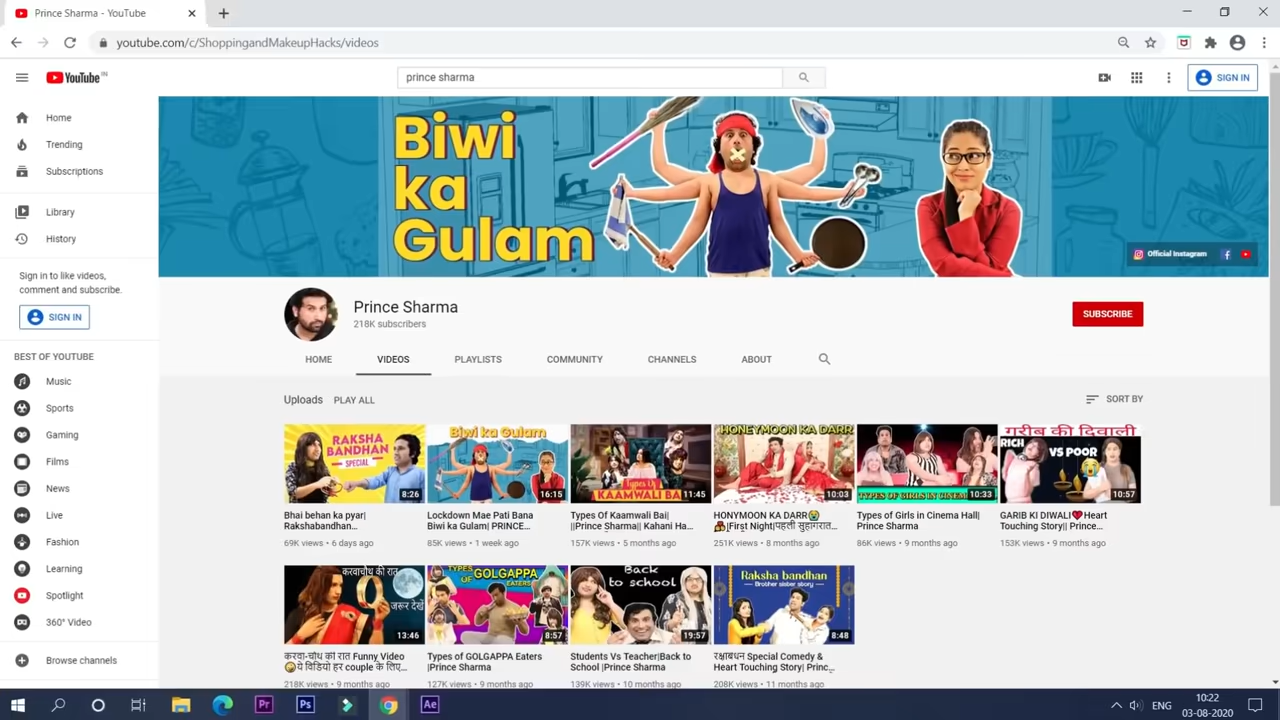 Prince Sharma - YouTube
youtube.com/c/ShoppingandMakeupHacks/videos
YouTube IN
prince sharma
SIGN IN
Home
Trending
Subscriptions
Library
History
Sign in to like videos,
comment and subscribe.
SIGN IN
BEST OF YOUTUBE
Music
Sports
Gaming
Films
News
Live
Fashion
Learning
Spotlight
360° Video
Browse channels
Biwi
ka
Gulam
Official Instagram
Prince Sharma
218K subscribers
SUBSCRIBE
HOME VIDEOS PLAYLISTS COMMUNITY CHANNELS ABOUT
Uploads PLAY ALL SORT BY
RAKSHA
BANDHAN
SPECIAL
8:26
Bhai behan ka pyar|
Rakshabandhan...
69K views • 6 days ago
Biwi ka Gulam
16:15
Lockdown Mae Pati Bana
Biwi ka Gulam| PRINCE...
85K views • 1 week ago
Types Of
KAAMWALI BAI
11:45
Types Of Kaamwali Bai|
||Prince Sharma|| Kahani Ha...
157K views • 5 months ago
HONEYMOON KA DARR
10:03
HONYMOON KA DARR😭
|First Night|पहली सुहागरात...
251K views • 8 months ago
TYPES OF GIRLS IN CINEMA
10:33
Types of Girls in Cinema Hall|
Prince Sharma
86K views • 9 months ago
गरीब की दिवाली
RICH VS POOR
10:57
GARIB KI DIWALI💓Heart
Touching Story|| Prince...
153K views • 9 months ago
करवाचौथ की रात
जरूर देखें
13:46
करवा-चौथ की रात Funny Video
😜ये विडियो हर couple के लिए...
218K views • 9 months ago
TYPES OF GOLGAPPA
EATERS
8:57
Types of GOLGAPPA Eaters
|Prince Sharma
127K views • 9 months ago
Back
to school
19:57
Students Vs Teacher|Back to
School |Prince Sharma
139K views • 10 months ago
Raksha bandhan
Brother sister story
8:48
रक्षाबंधन Special Comedy &
Heart Touching Story| Princ...
208K views • 11 months ago
Pr
Ps
Ae
ENG
10:22
03-08-2020